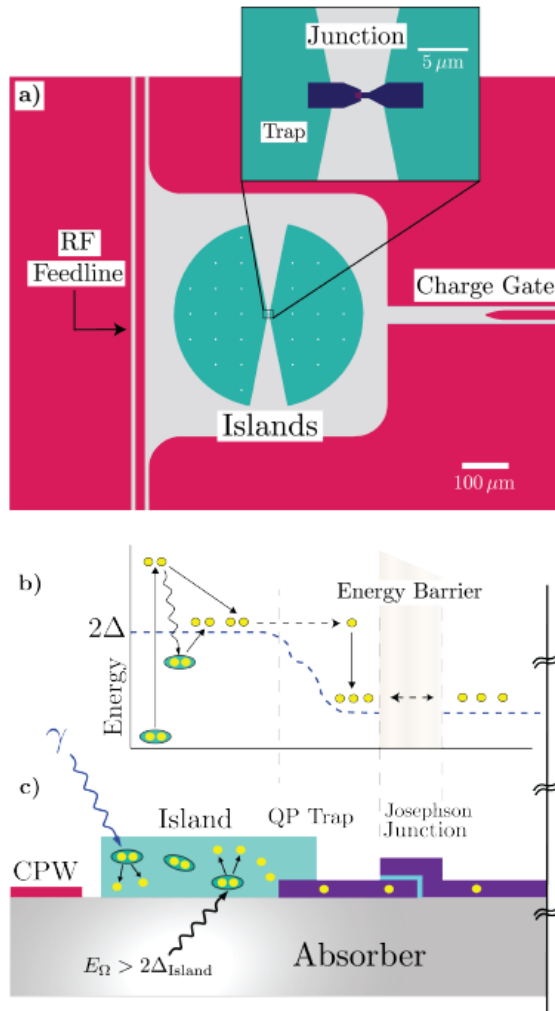 Junction
5 μm
a)
Trap
RF
Feedline
Charge Gate
Islands
100 μm
b)
Energy Barrier
2Δ
Energy
γ
c)
Island
QP Trap
Josephson
Junction
CPW
E_Ω > 2Δ_Island
Absorber